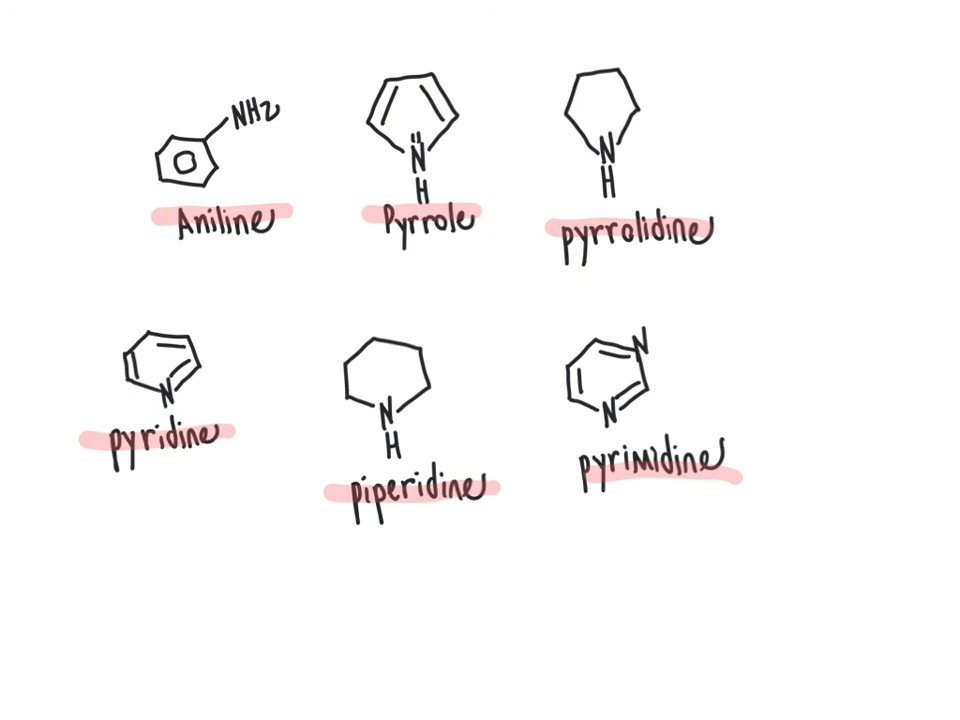 NH2
Aniline
N
H
Pyrrole
N
H
pyrrolidine
N
pyridine
N
H
piperidine
N
N
pyrimidine